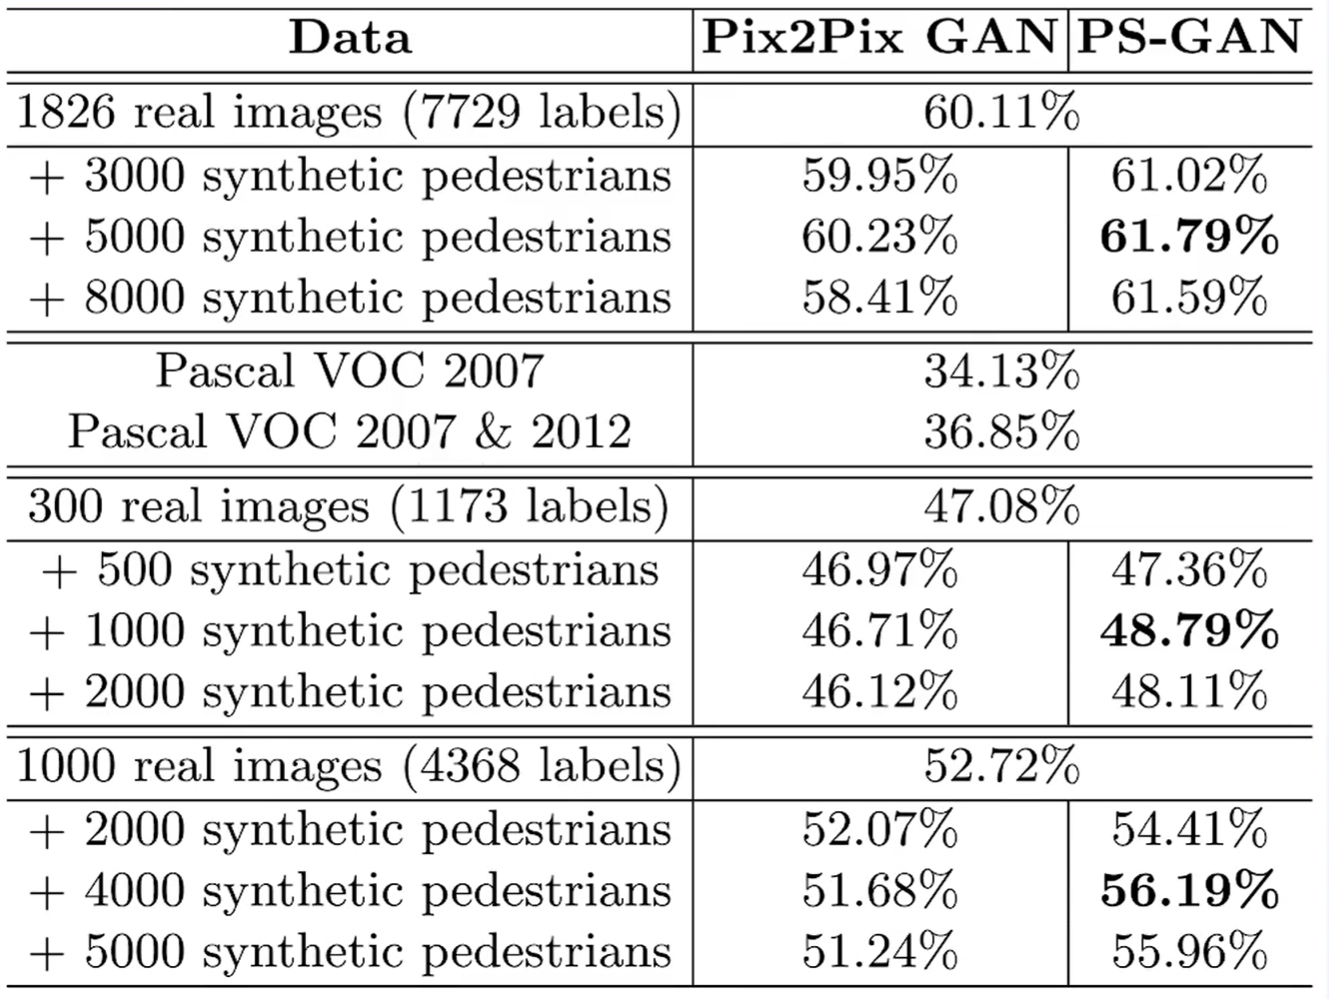 Data Pix2Pix GAN PS-GAN
1826 real images (7729 labels) 60.11%
+ 3000 synthetic pedestrians 59.95% 61.02%
+ 5000 synthetic pedestrians 60.23% 61.79%
+ 8000 synthetic pedestrians 58.41% 61.59%
Pascal VOC 2007 34.13%
Pascal VOC 2007 & 2012 36.85%
300 real images (1173 labels) 47.08%
+ 500 synthetic pedestrians 46.97% 47.36%
+ 1000 synthetic pedestrians 46.71% 48.79%
+ 2000 synthetic pedestrians 46.12% 48.11%
1000 real images (4368 labels) 52.72%
+ 2000 synthetic pedestrians 52.07% 54.41%
+ 4000 synthetic pedestrians 51.68% 56.19%
+ 5000 synthetic pedestrians 51.24% 55.96%